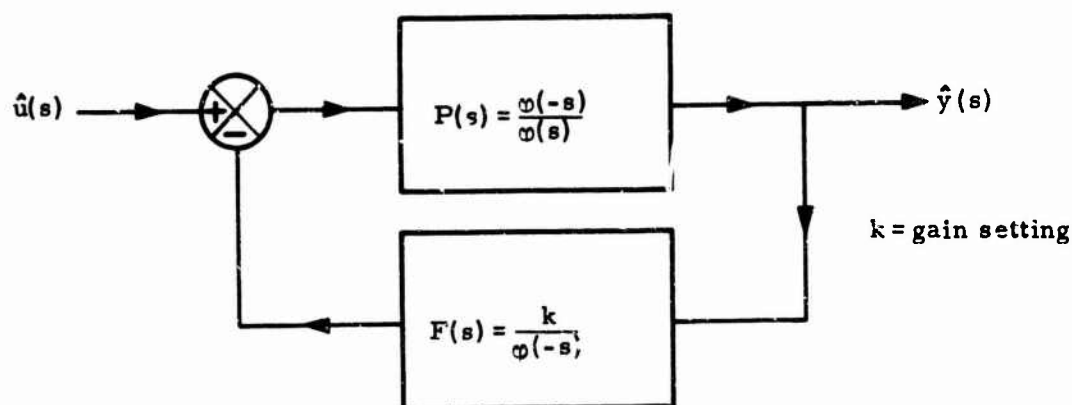 û(s)
+
−
P(s) = φ(-s) / φ(s)
ŷ(s)
k = gain setting
F(s) = k / φ(-s)